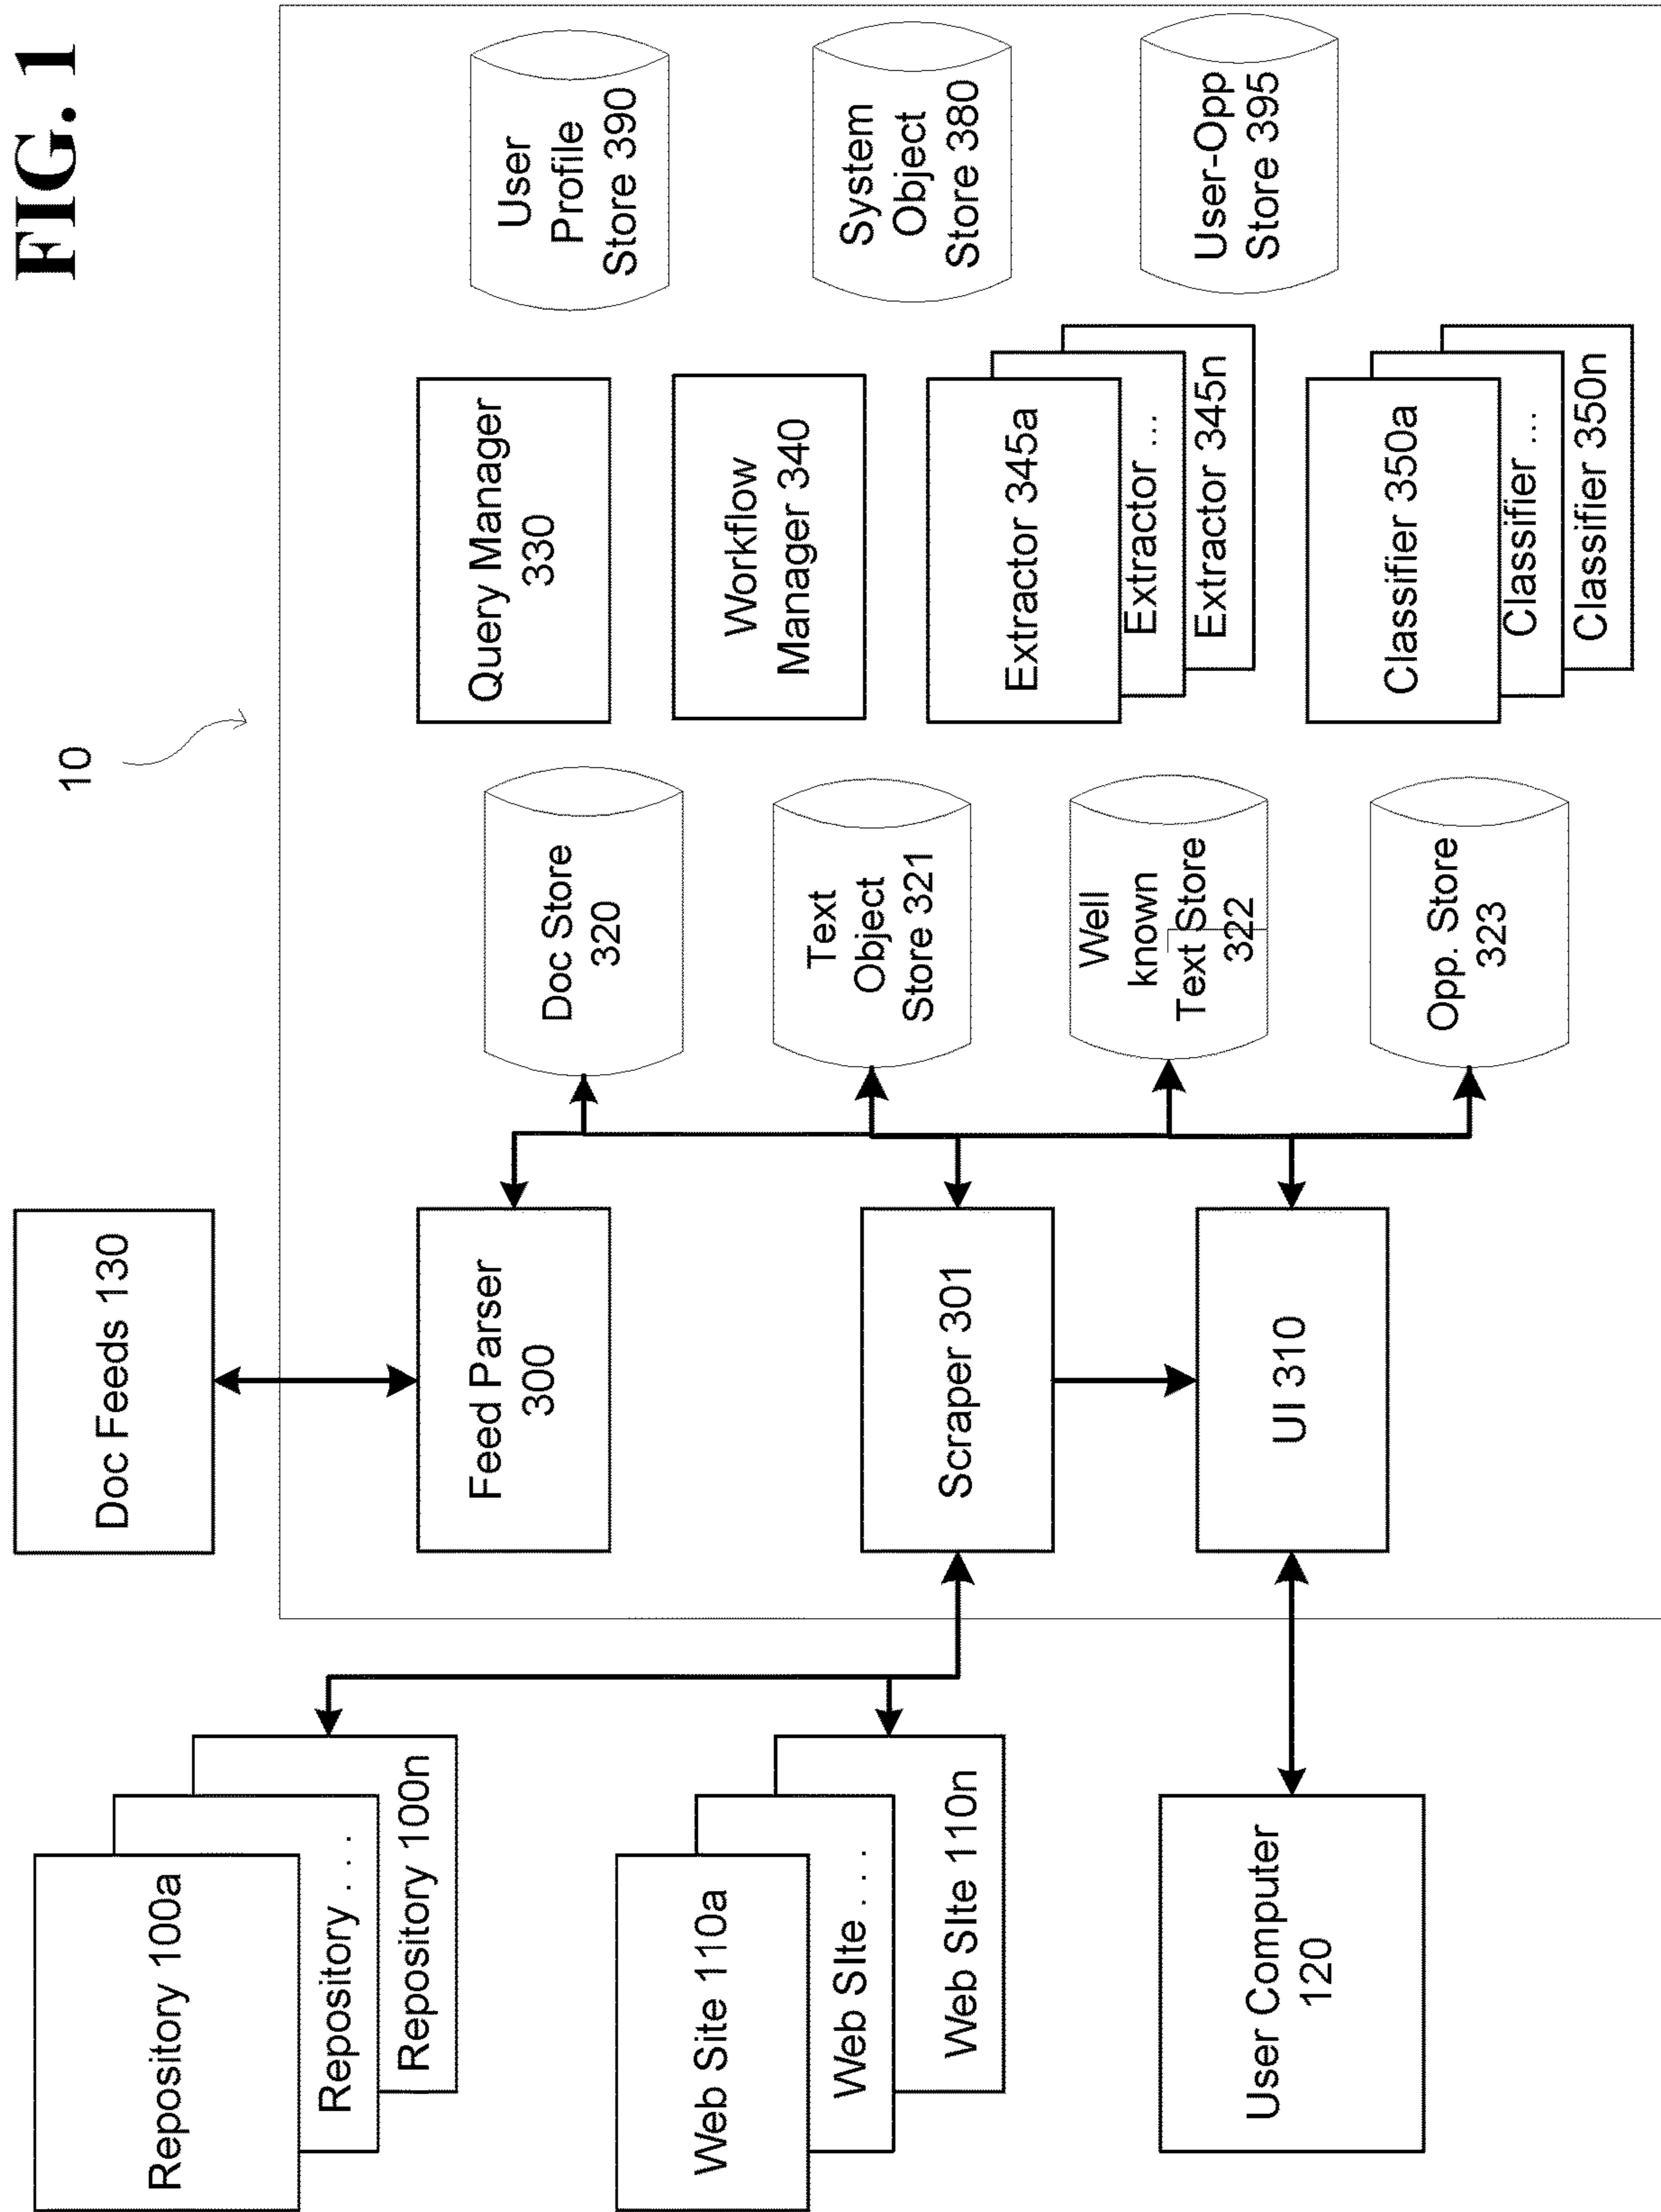 FIG. 1
10
Repository 100a
Repository . . . .
Repository 100n
Web Site 110a
Web SIte . . .
Web SIte 110n
User Computer
120
Doc Feeds 130
Feed Parser
300
Scraper 301
UI 310
Doc Store
320
Text
Object
Store 321
Well
known
Text Store
322
Opp. Store
323
Query Manager
330
Workflow
Manager 340
Extractor 345a
Extractor ...
Extractor 345n
Classifier 350a
Classifier ...
Classifier 350n
User
Profile
Store 390
System
Object
Store 380
User-Opp
Store 395